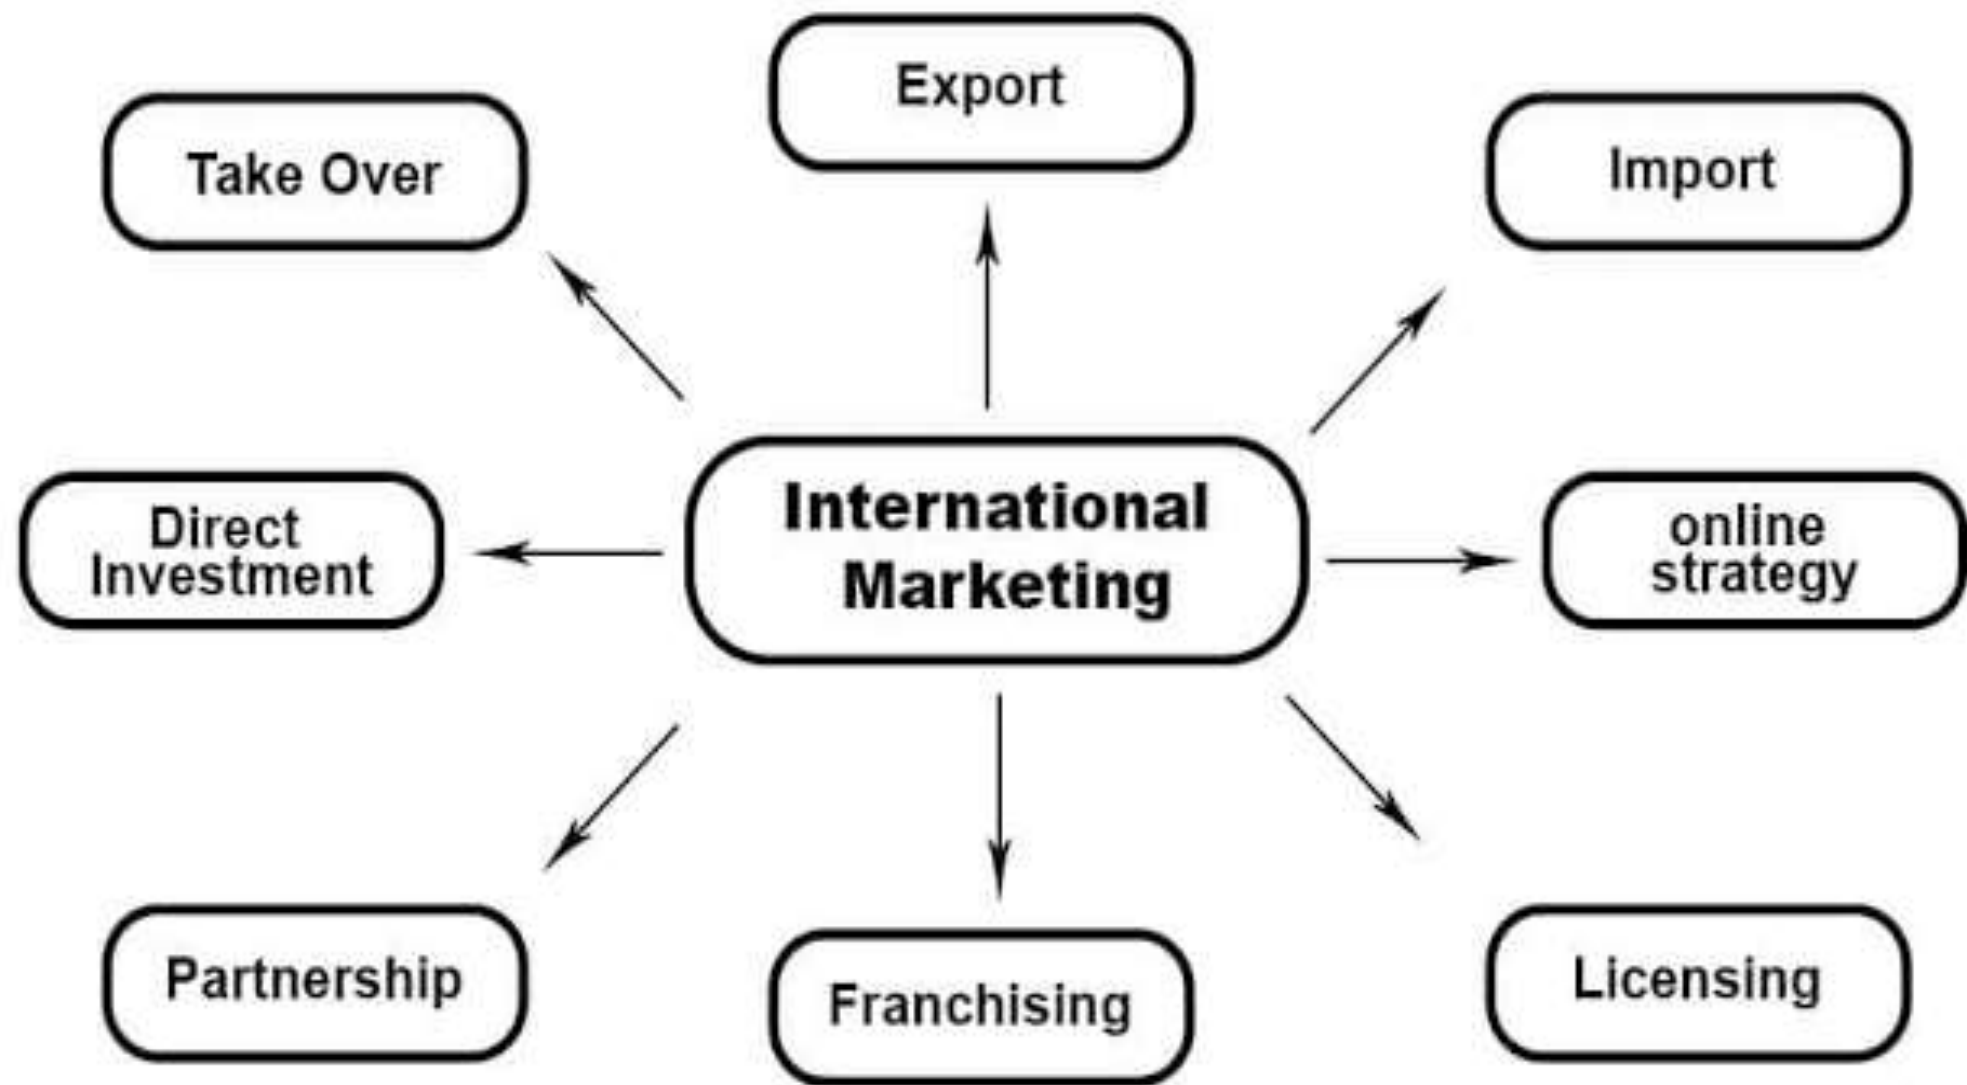 Export
Take Over
Import
International
Marketing
Direct
Investment
online
strategy
Partnership
Franchising
Licensing